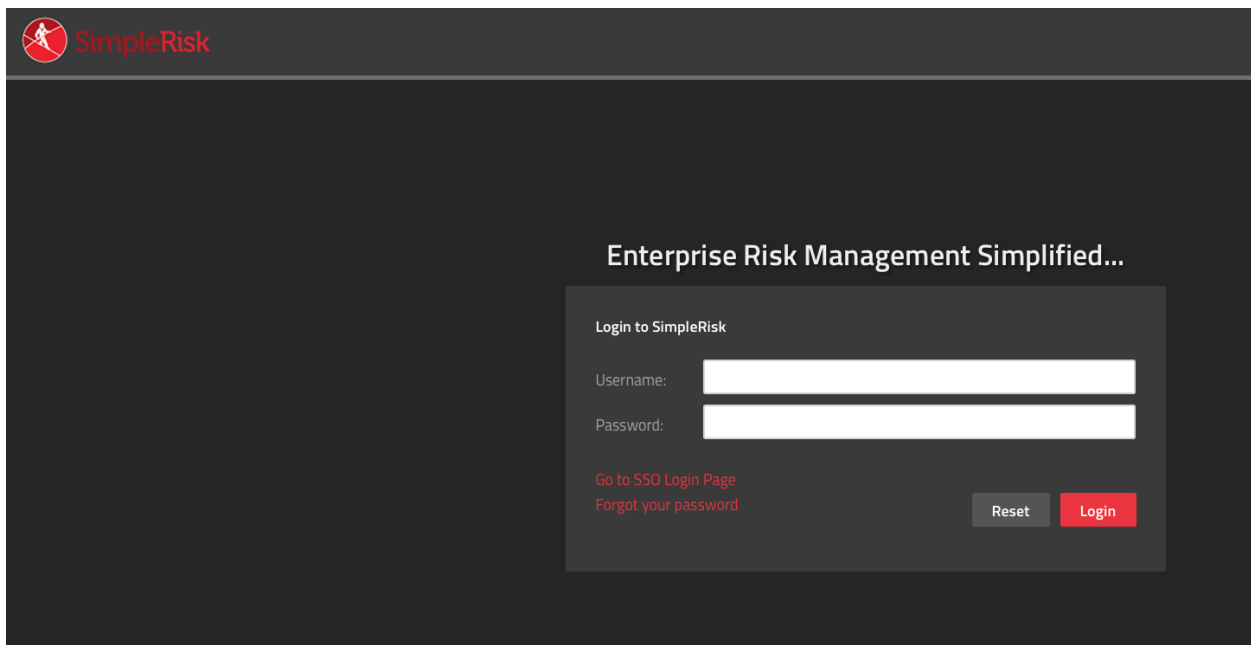 SimpleRisk
Enterprise Risk Management Simplified...
Login to SimpleRisk
Username:
Password:
Go to SSO Login Page
Forgot your password
Reset Login